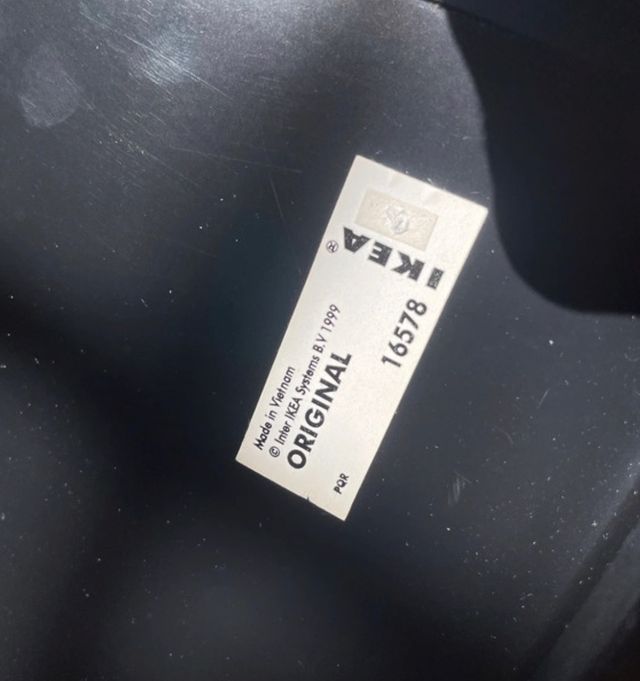 IKEA®
16578
Made in Vietnam
© Inter IKEA Systems B.V 1999
ORIGINAL
PQR